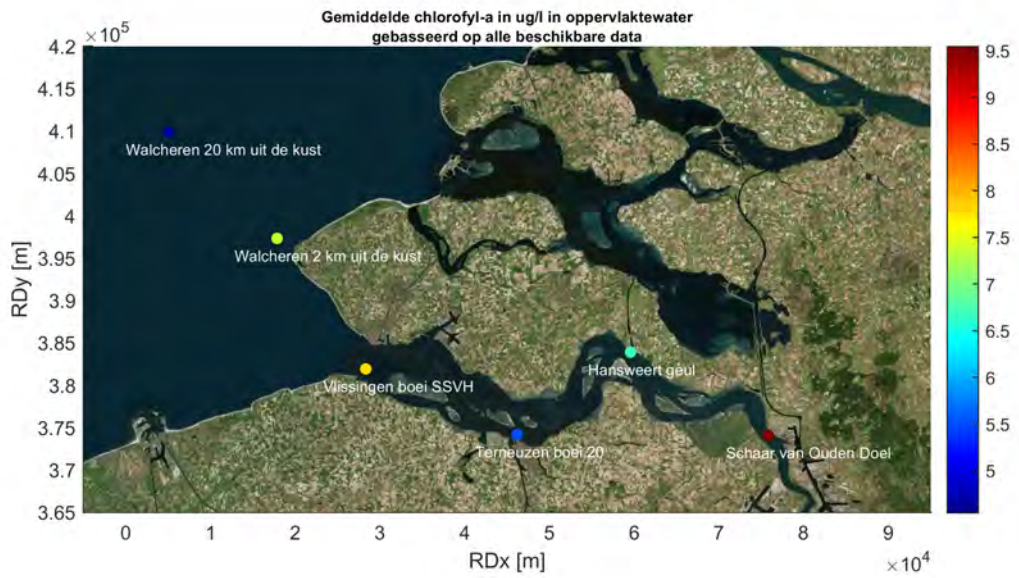 Gemiddelde chlorofyl-a in ug/l in oppervlaktewater
gebasseerd op alle beschikbare data
×10⁵
4.2
4.15
4.1
4.05
4
3.95
3.9
3.85
3.8
3.75
3.7
3.65
RDy [m]
Walcheren 20 km uit de kust
Walcheren 2 km uit de kust
Vlissingen boei SSVH
Hansweert geul
Terneuzen boei 20
Schaar van Ouden Doel
0 1 2 3 4 5 6 7 8 9
RDx [m]
×10⁴
9.5
9
8.5
8
7.5
7
6.5
6
5.5
5